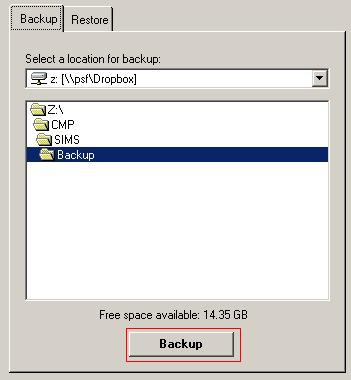 Backup Restore
Select a location for backup:
z: [\\psf\Dropbox]
Z:\
CMP
SIMS
Backup
Free space available: 14.35 GB
Backup